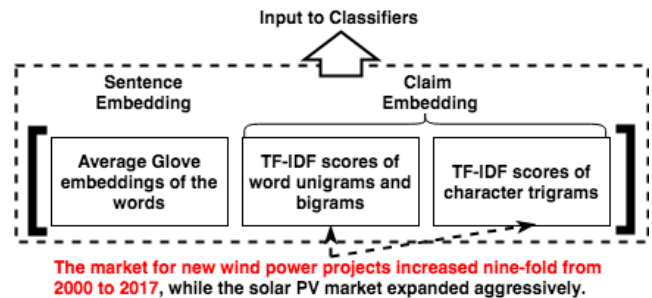 Input to Classifiers
Sentence
Embedding
Claim
Embedding
Average Glove
embeddings of the
words
TF-IDF scores of
word unigrams and
bigrams
TF-IDF scores of
character trigrams
The market for new wind power projects increased nine-fold from
2000 to 2017, while the solar PV market expanded aggressively.